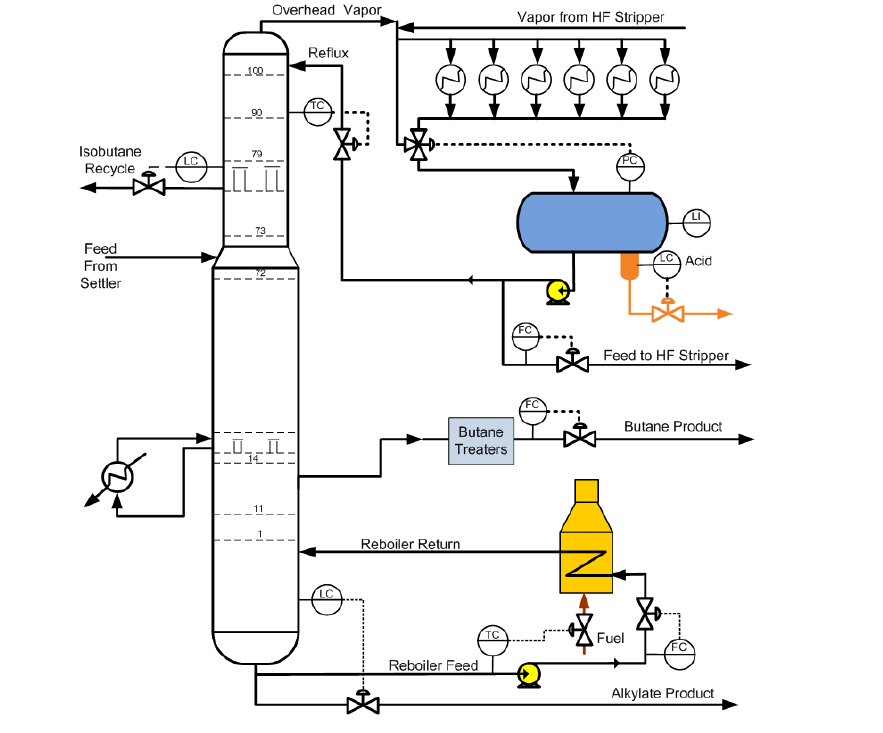 Overhead Vapor
Vapor from HF Stripper
Reflux
100
TC
90
PC
Isobutane
Recycle
LC
79
LI
73
Feed
From
Settler
LC
Acid
72
FC
Feed to HF Stripper
FC
Butane Product
Butane
Treaters
14
11
1
Reboiler Return
LC
TC
Fuel
FC
Reboiler Feed
Alkylate Product